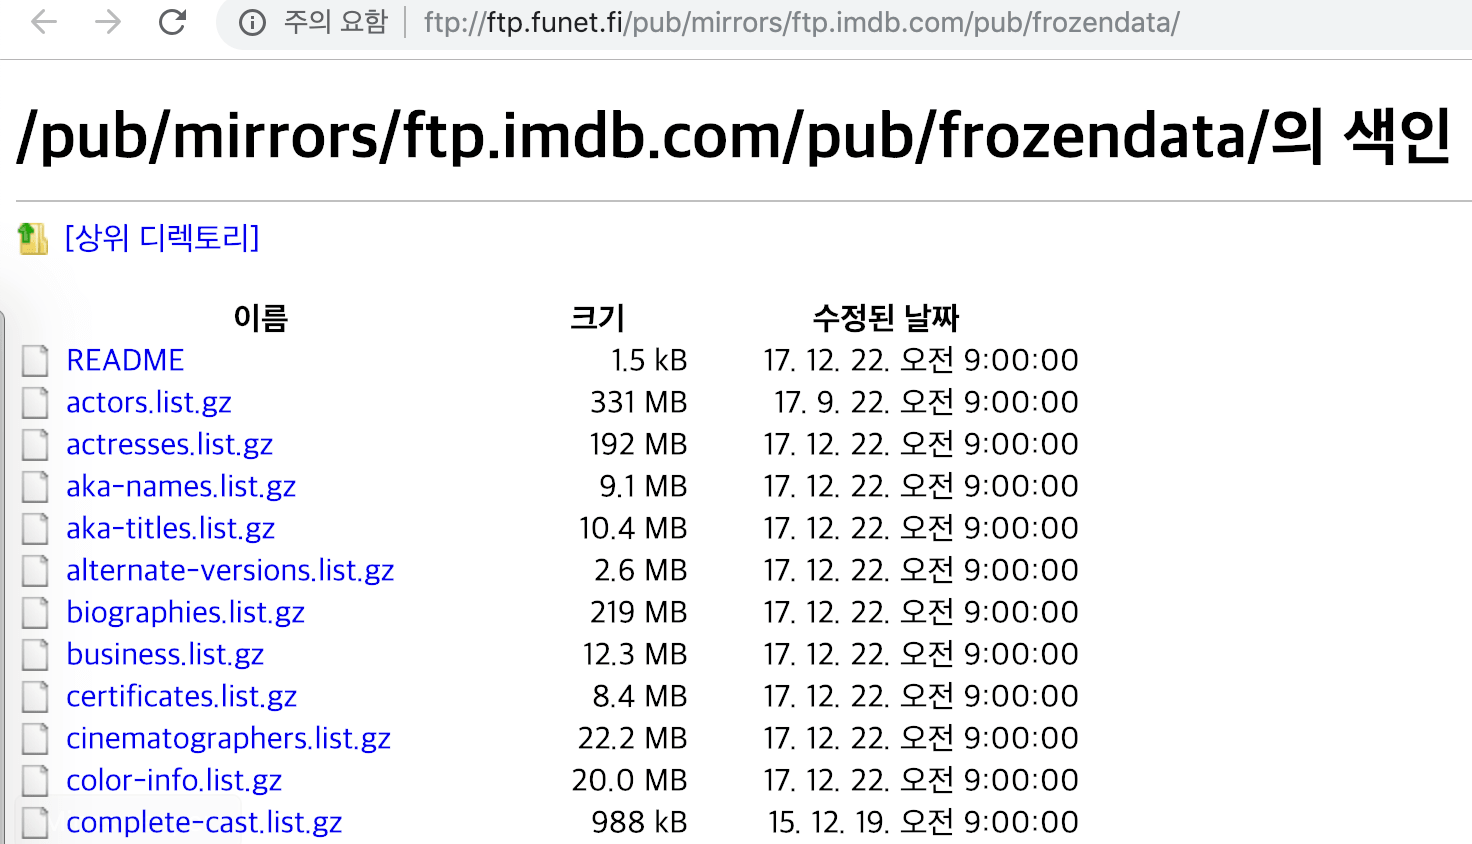 주의 요함 ftp://ftp.funet.fi/pub/mirrors/ftp.imdb.com/pub/frozendata/
/pub/mirrors/ftp.imdb.com/pub/frozendata/의 색인
[상위 디렉토리]
이름 크기 수정된 날짜
README 1.5 kB 17. 12. 22. 오전 9:00:00
actors.list.gz 331 MB 17. 9. 22. 오전 9:00:00
actresses.list.gz 192 MB 17. 12. 22. 오전 9:00:00
aka-names.list.gz 9.1 MB 17. 12. 22. 오전 9:00:00
aka-titles.list.gz 10.4 MB 17. 12. 22. 오전 9:00:00
alternate-versions.list.gz 2.6 MB 17. 12. 22. 오전 9:00:00
biographies.list.gz 219 MB 17. 12. 22. 오전 9:00:00
business.list.gz 12.3 MB 17. 12. 22. 오전 9:00:00
certificates.list.gz 8.4 MB 17. 12. 22. 오전 9:00:00
cinematographers.list.gz 22.2 MB 17. 12. 22. 오전 9:00:00
color-info.list.gz 20.0 MB 17. 12. 22. 오전 9:00:00
complete-cast.list.gz 988 kB 15. 12. 19. 오전 9:00:00